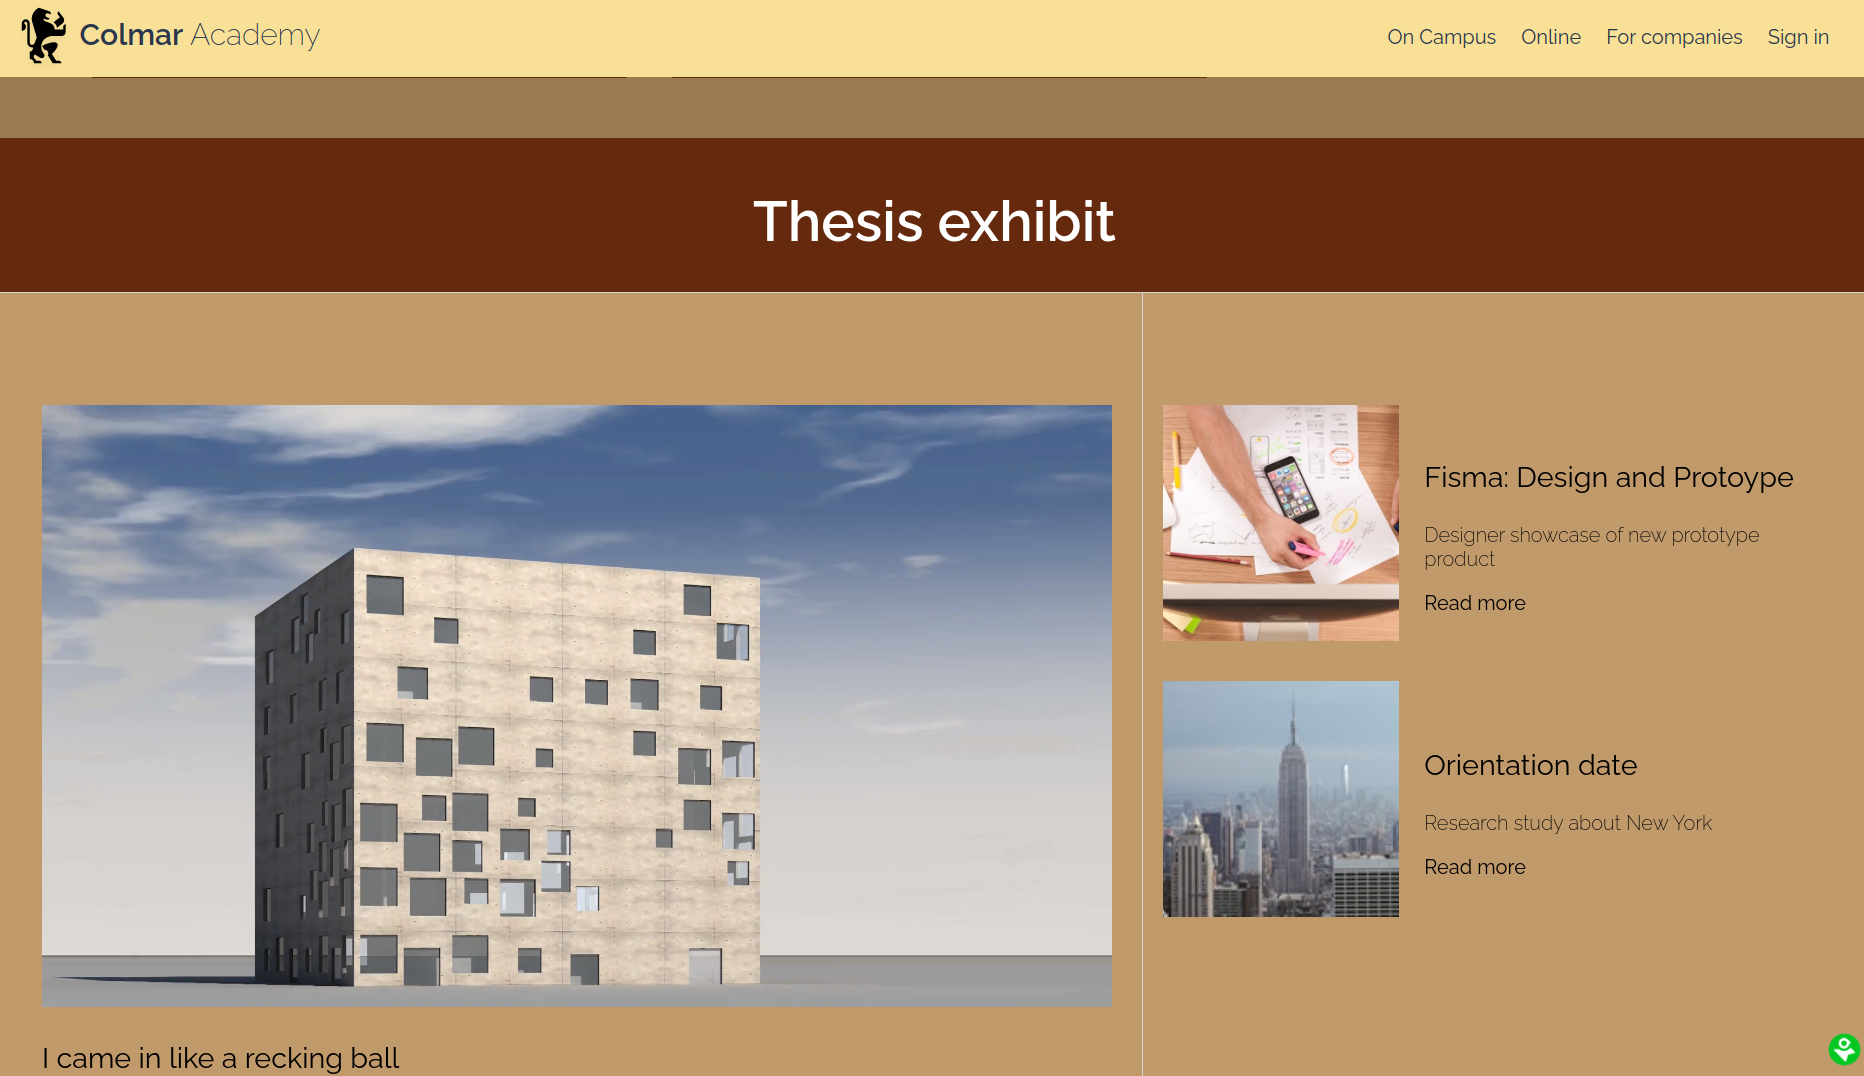 Colmar Academy
On Campus Online For companies Sign in
Thesis exhibit
Fisma: Design and Protoype
Designer showcase of new prototype
product
Read more
Orientation date
Research study about New York
Read more
I came in like a recking ball